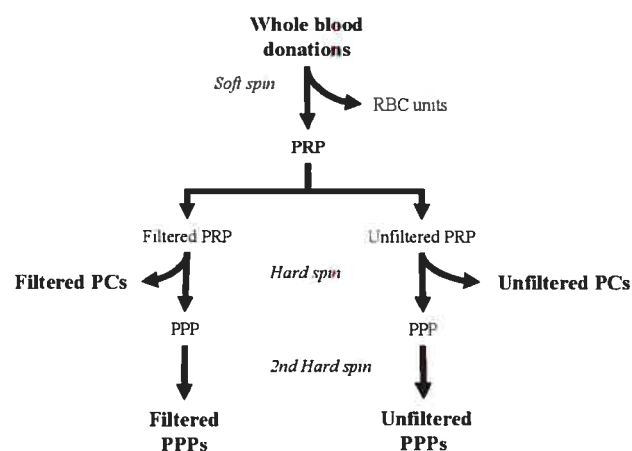 Whole blood
donations
Soft spin
RBC units
PRP
Filtered PRP
Unfiltered PRP
Filtered PCs
Hard spin
Unfiltered PCs
PPP
PPP
2nd Hard spin
Filtered
PPPs
Unfiltered
PPPs